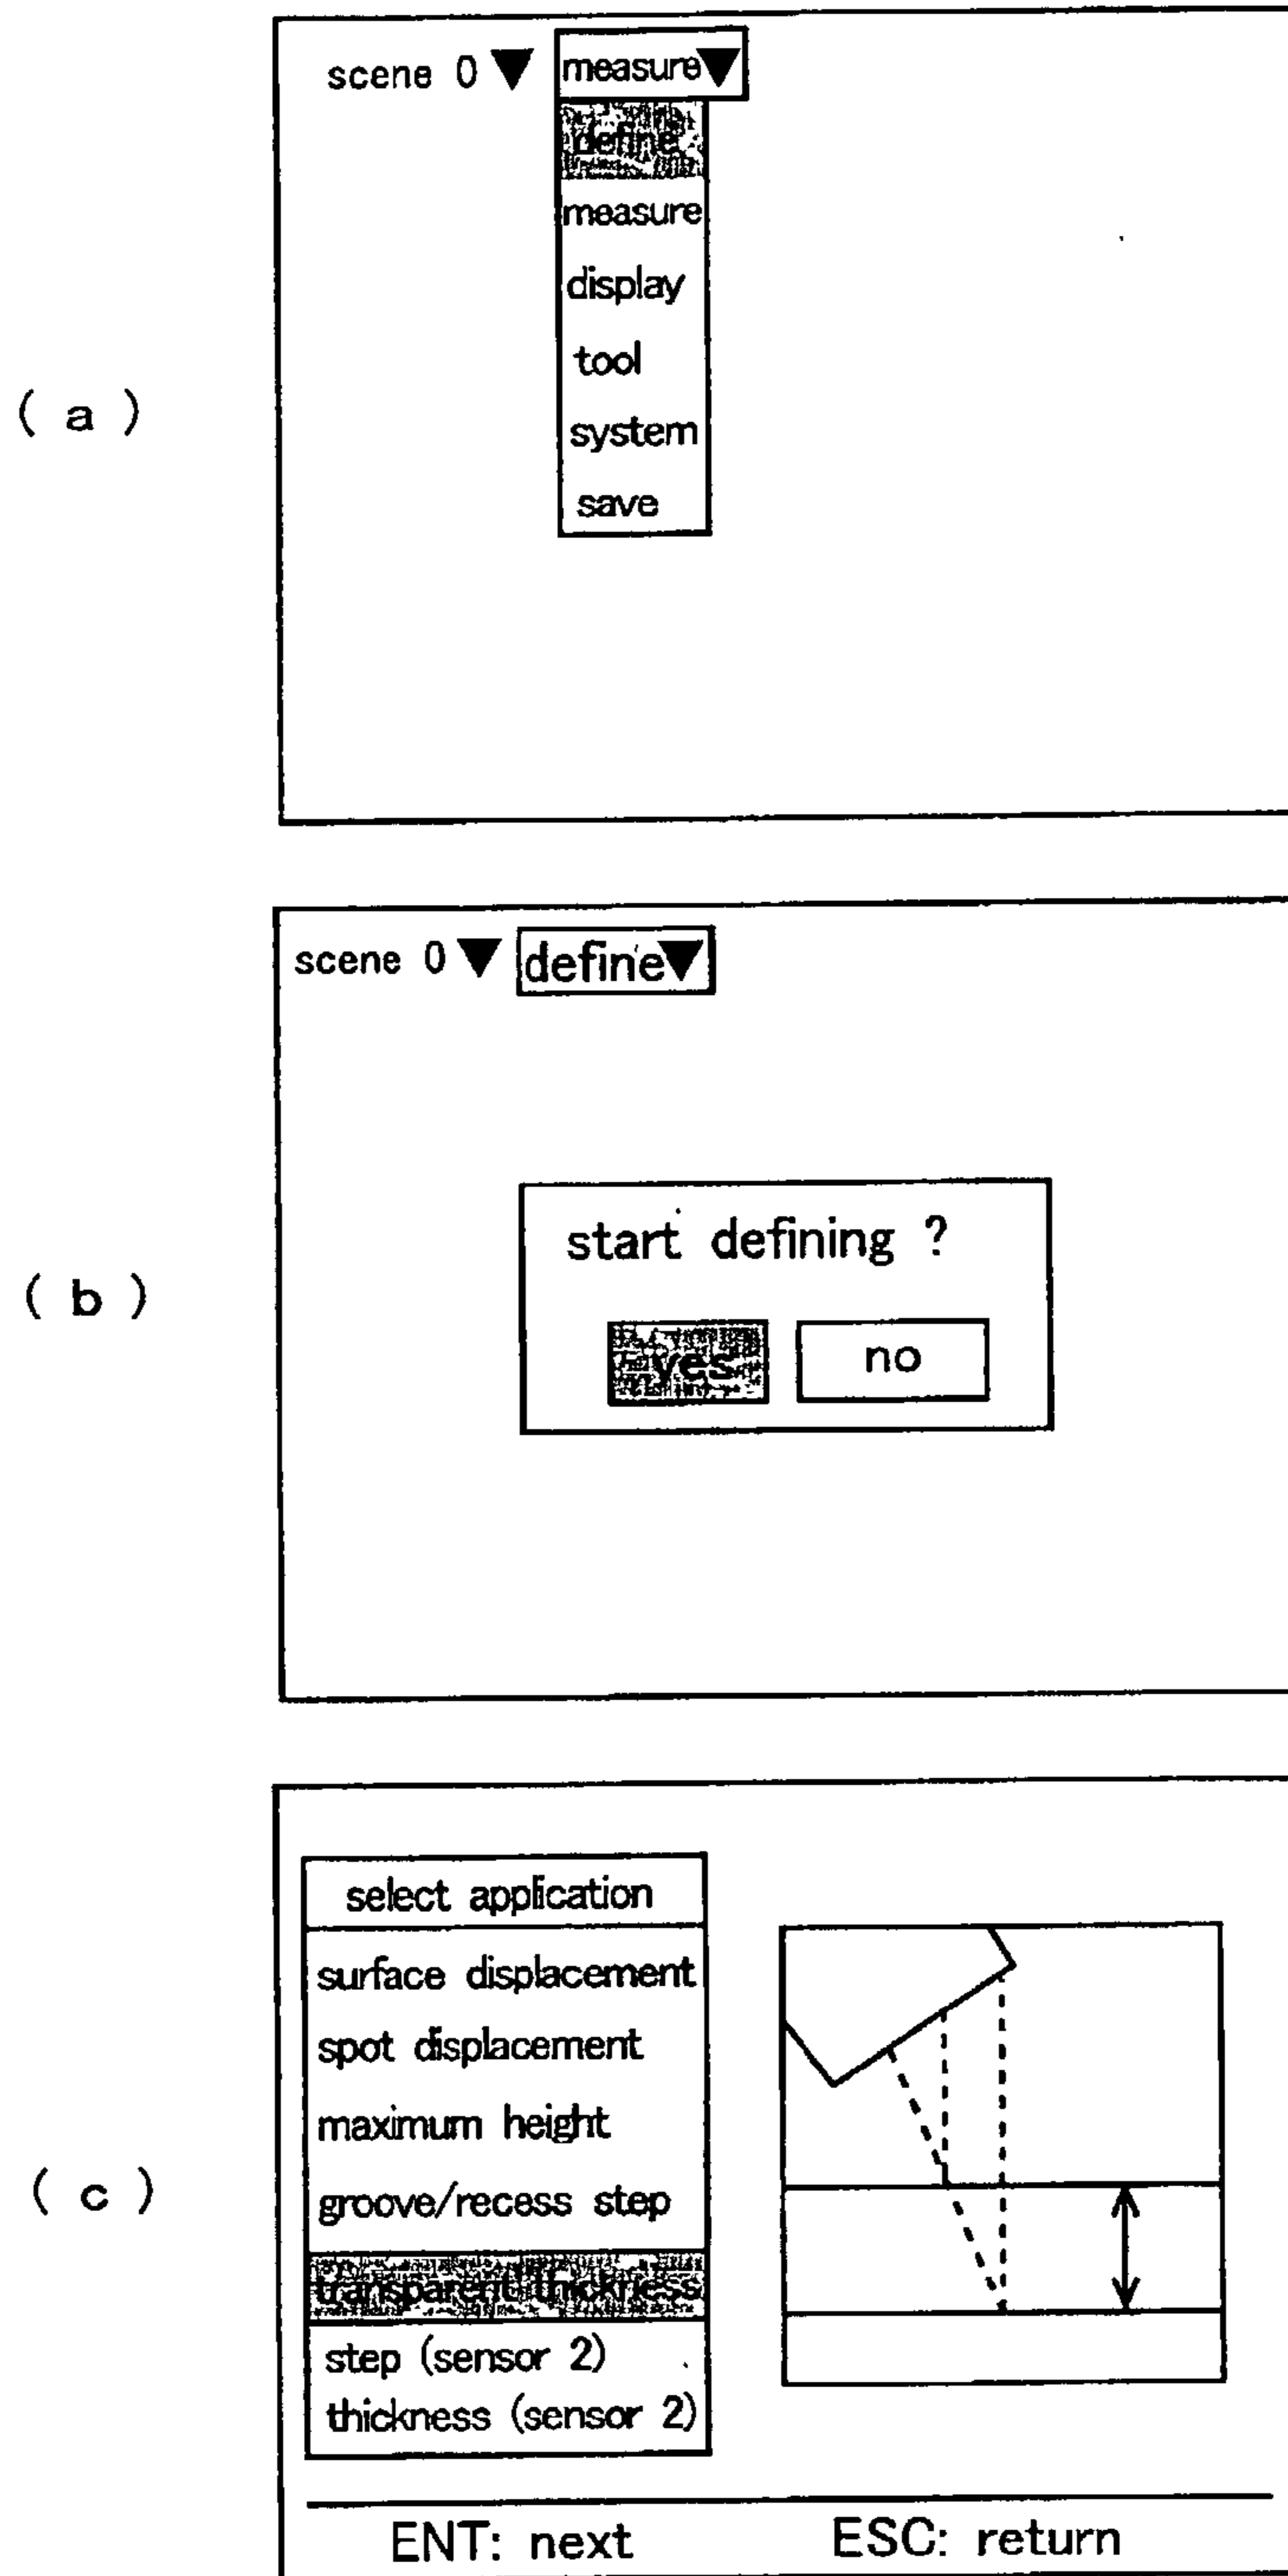 scene 0 ▼ measure ▼
define
measure
display
tool
system
save
( a )
scene 0 ▼ define ▼
start defining ?
yes no
( b )
select application
surface displacement
spot displacement
maximum height
groove/recess step
transparent thickness
step (sensor 2)
thickness (sensor 2)
( c )
ENT: next ESC: return